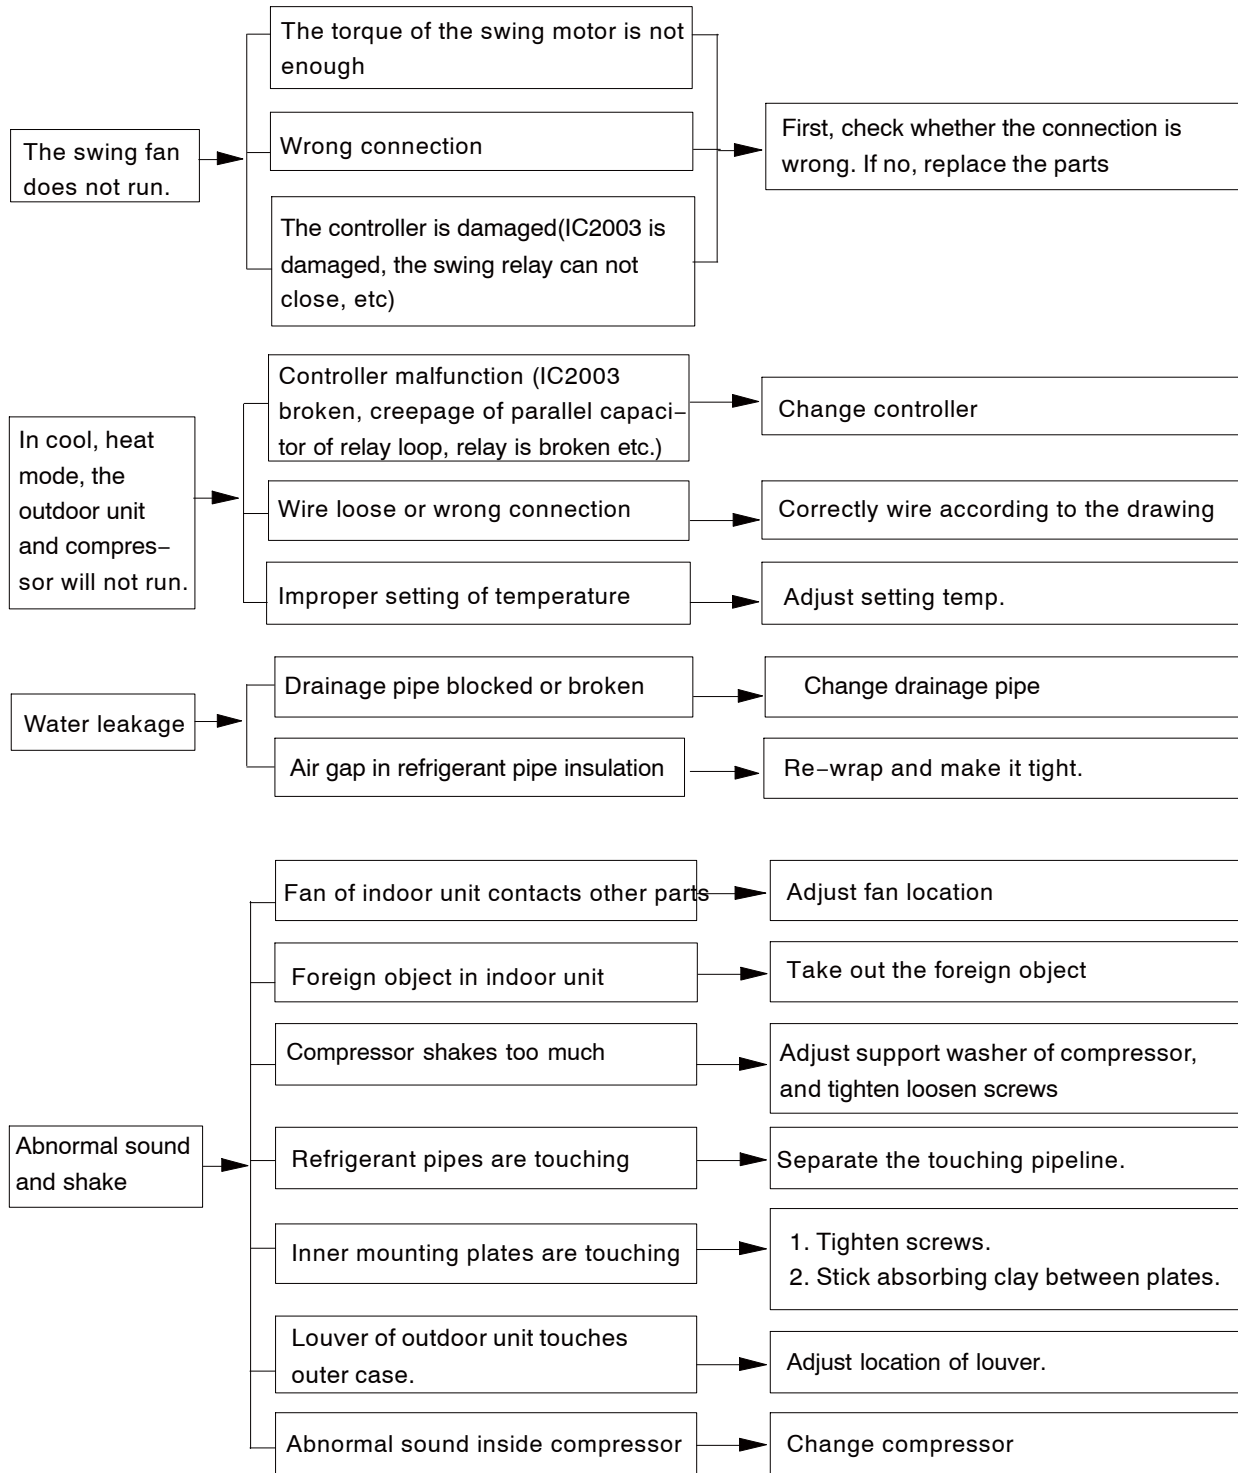 The swing fan
does not run.
The torque of the swing motor is not
enough
Wrong connection
The controller is damaged(IC2003 is
damaged, the swing relay can not
close, etc)
First, check whether the connection is
wrong. If no, replace the parts
In cool, heat
mode, the
outdoor unit
and compres−
sor will not run.
Controller malfunction (IC2003
broken, creepage of parallel capaci−
tor of relay loop, relay is broken etc.)
Change controller
Wire loose or wrong connection
Correctly wire according to the drawing
Improper setting of temperature
Adjust setting temp.
Water leakage
Drainage pipe blocked or broken
Change drainage pipe
Air gap in refrigerant pipe insulation
Re−wrap and make it tight.
Abnormal sound
and shake
Fan of indoor unit contacts other parts
Adjust fan location
Foreign object in indoor unit
Take out the foreign object
Compressor shakes too much
Adjust support washer of compressor,
and tighten loosen screws
Refrigerant pipes are touching
Separate the touching pipeline.
Inner mounting plates are touching
1. Tighten screws.
2. Stick absorbing clay between plates.
Louver of outdoor unit touches
outer case.
Adjust location of louver.
Abnormal sound inside compressor
Change compressor